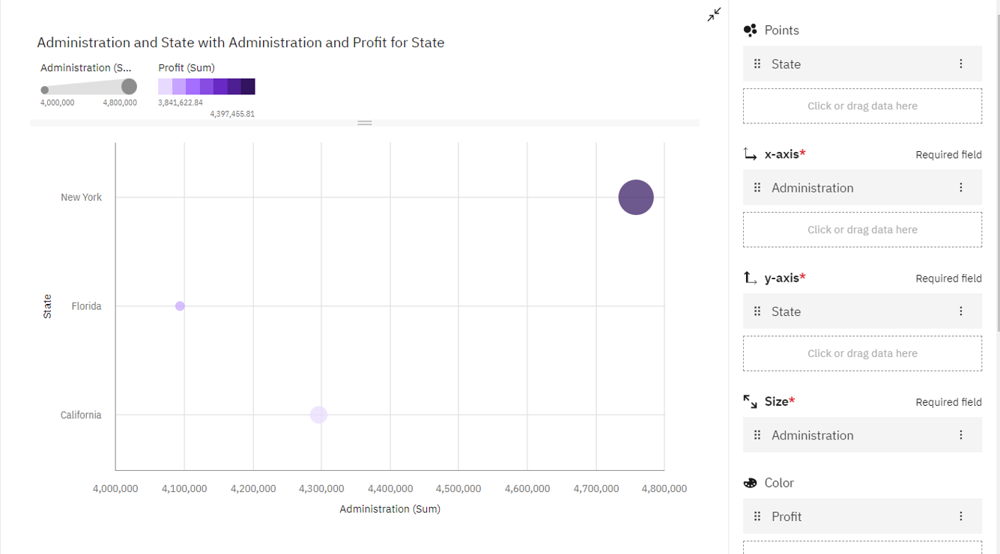 Administration and State with Administration and Profit for State
Administration (S...
4,000,000
4,800,000
Profit (Sum)
3,841,622.84
4,397,455.81
State
New York
Florida
California
4,000,000
4,100,000
4,200,000
4,300,000
4,400,000
4,500,000
4,600,000
4,700,000
4,800,000
Administration (Sum)
Points
State
Click or drag data here
x-axis* Required field
Administration
Click or drag data here
y-axis* Required field
State
Click or drag data here
Size* Required field
Administration
Color
Profit